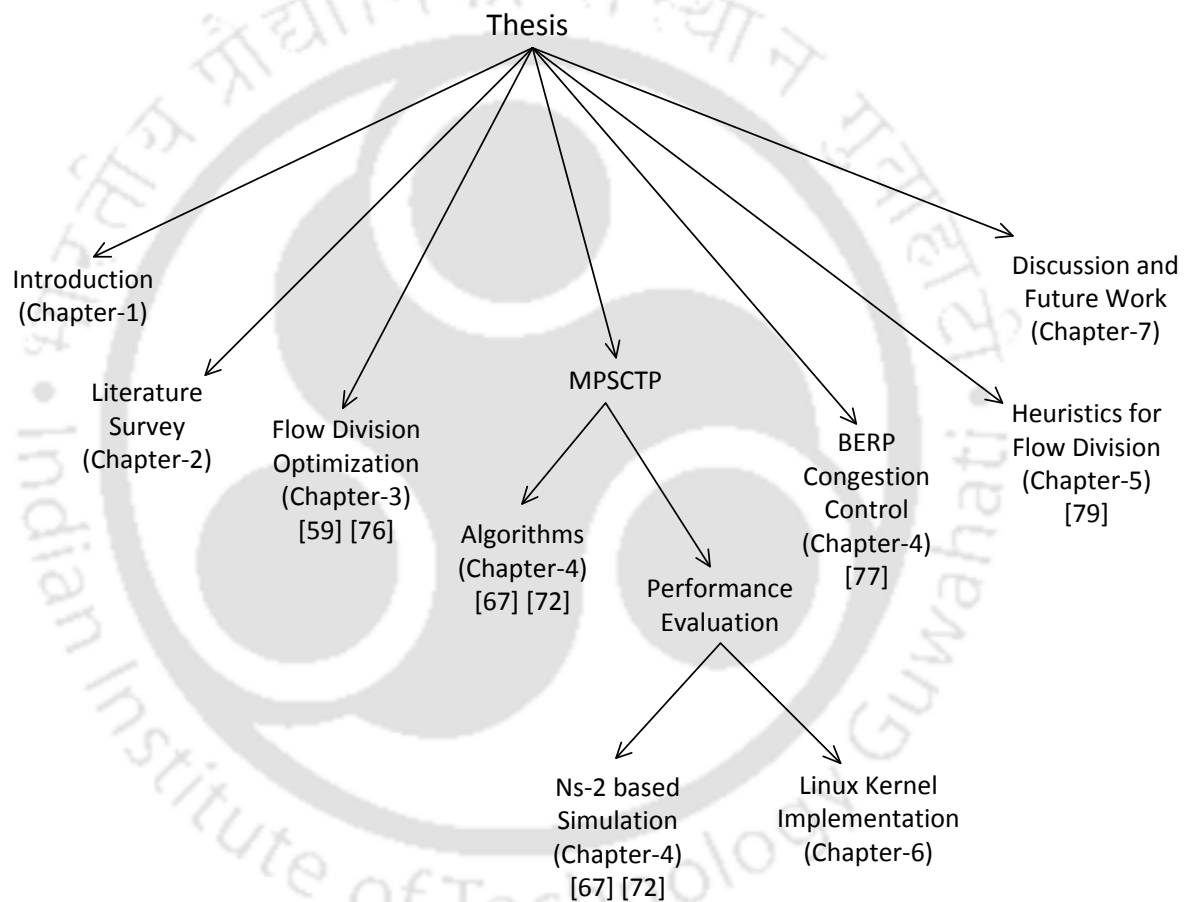 Thesis
Introduction
(Chapter-1)
Literature
Survey
(Chapter-2)
Flow Division
Optimization
(Chapter-3)
[59] [76]
MPSCTP
Algorithms
(Chapter-4)
[67] [72]
Performance
Evaluation
Ns-2 based
Simulation
(Chapter-4)
[67] [72]
Linux Kernel
Implementation
(Chapter-6)
BERP
Congestion
Control
(Chapter-4)
[77]
Heuristics for
Flow Division
(Chapter-5)
[79]
Discussion and
Future Work
(Chapter-7)
Indian Institute of Technology Guwahati